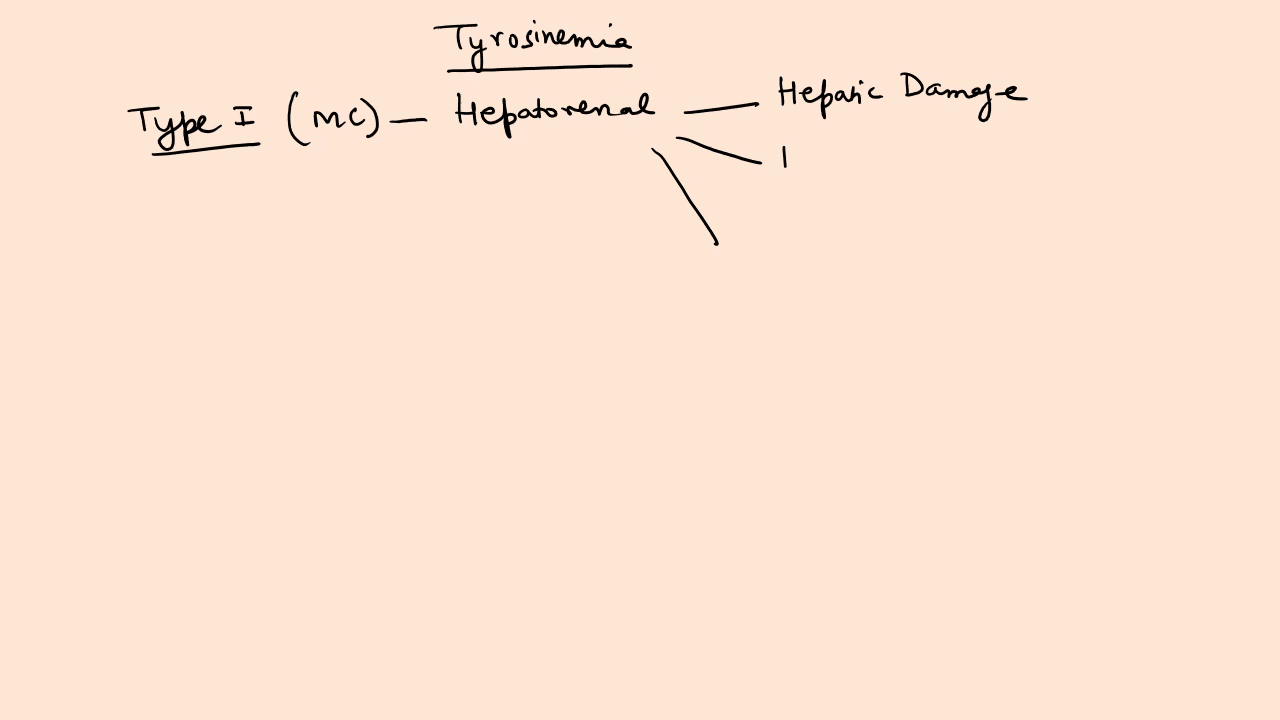 Tyrosinemia
Type I (MC) — Hepatorenal — Hepatic Damage